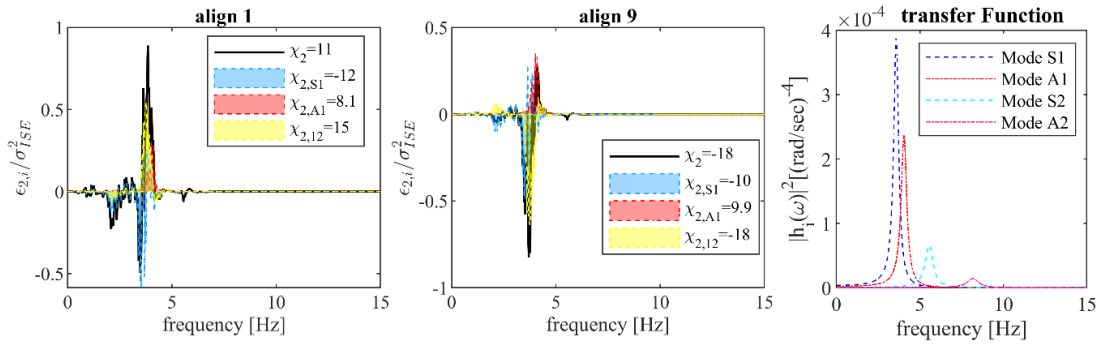 align 1
ϵ₂,ᵢ/σ²_ISE
1
0.5
0
-0.5
0
5
10
15
frequency [Hz]
χ₂=11
χ₂,S1=-12
χ₂,A1=8.1
χ₂,12=15
align 9
ϵ₂,ᵢ/σ²_ISE
0.5
0
-0.5
-1
0
5
10
15
frequency [Hz]
χ₂=-18
χ₂,S1=-10
χ₂,A1=9.9
χ₂,12=-18
transfer Function
×10⁻⁴
|hᵢ(ω)|²[(rad/sec)⁻⁴]
4
3
2
1
0
0
5
10
15
frequency [Hz]
Mode S1
Mode A1
Mode S2
Mode A2